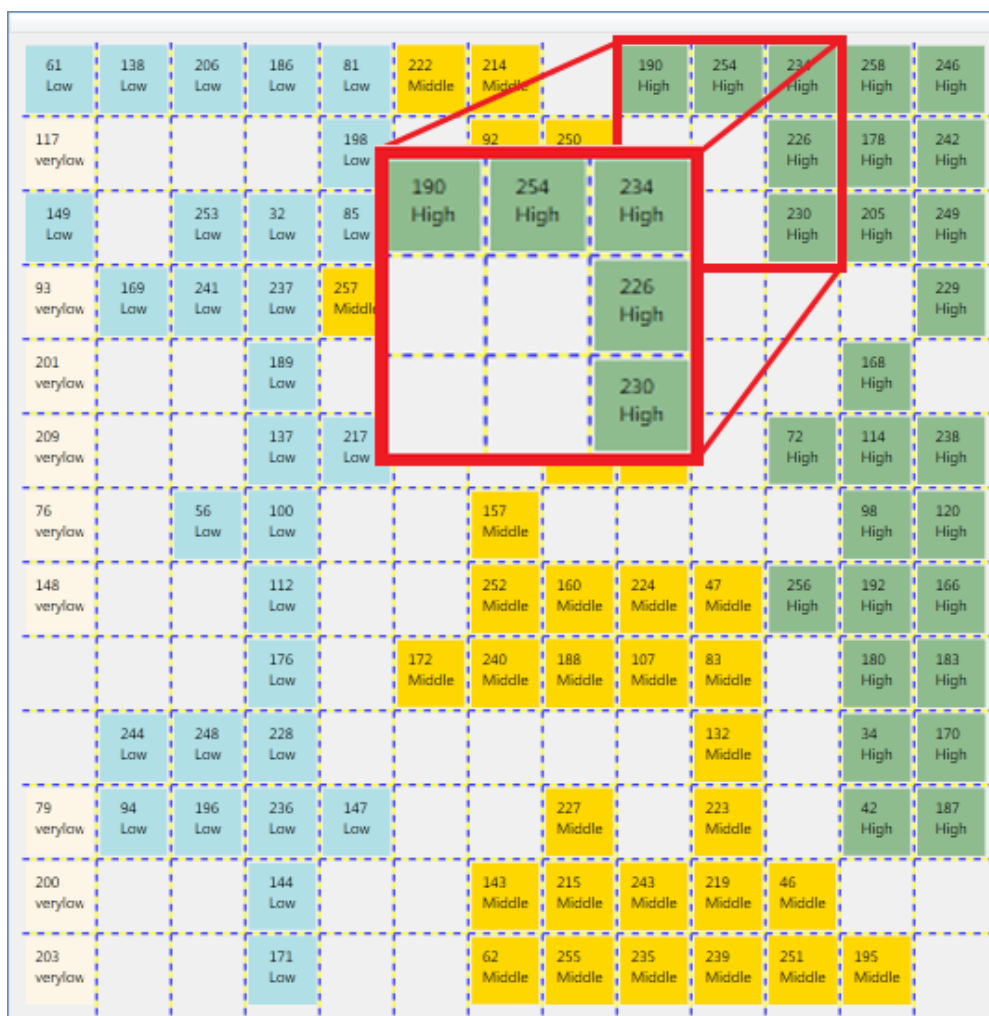 61 138 206 186 81 222 214 190 254 234 258 246
Low Low Low Low Low Middle Middle High High High High High
117 198 92 250 226 178 242
verylow Low High High High
190 254 234
High High High
226
High
230
High
149 253 32 85 230 205 249
Low Low Low Low High High High
93 169 241 237 257 229
verylow Low Low Low Middle High
201 189 168
verylow Low High
209 137 217 72 114 238
verylow Low Low High High High
76 56 100 157 98 120
verylow Low Low Middle High High
148 112 252 160 224 47 256 192 166
verylow Low Middle Middle Middle Middle High High High
176 172 240 188 107 83 180 183
Low Middle Middle Middle Middle Middle High High
244 248 228 132 34 170
Low Low Low Middle High High
79 94 196 236 147 227 223 42 187
verylow Low Low Low Low Middle Middle High High
200 144 143 215 243 219 46
verylow Low Middle Middle Middle Middle Middle
203 171 62 255 235 239 251 195
verylow Low Middle Middle Middle Middle Middle Middle